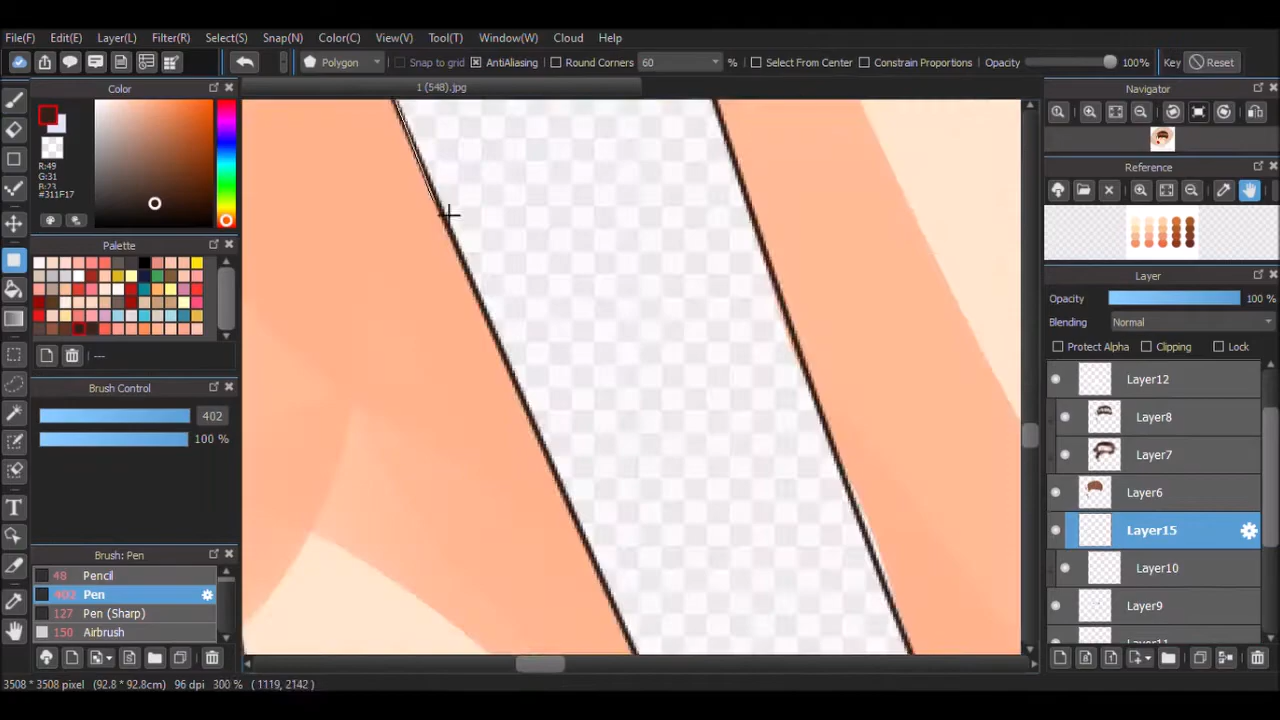 File(F) Edit(E) Layer(L) Filter(R) Select(S) Snap(N) Color(C) View(V) Tool(T) Window(W) Cloud Help
Polygon Snap to grid AntiAliasing Round Corners 60 % Select From Center Constrain Proportions Opacity 100% Key Reset
Color
1 (548).jpg
Navigator
R:49
G:31
B:23
#311F17
Reference
Palette
Layer
Opacity 100 %
Blending Normal
Protect Alpha Clipping Lock
---
Brush Control
402
100 %
Layer12
Layer8
Layer7
Layer6
Layer15
Layer10
Layer9
Layer11
Brush: Pen
48 Pencil
402 Pen
127 Pen (Sharp)
150 Airbrush
3508 * 3508 pixel (92.8 * 92.8cm) 96 dpi 300 % ( 1119, 2142 )